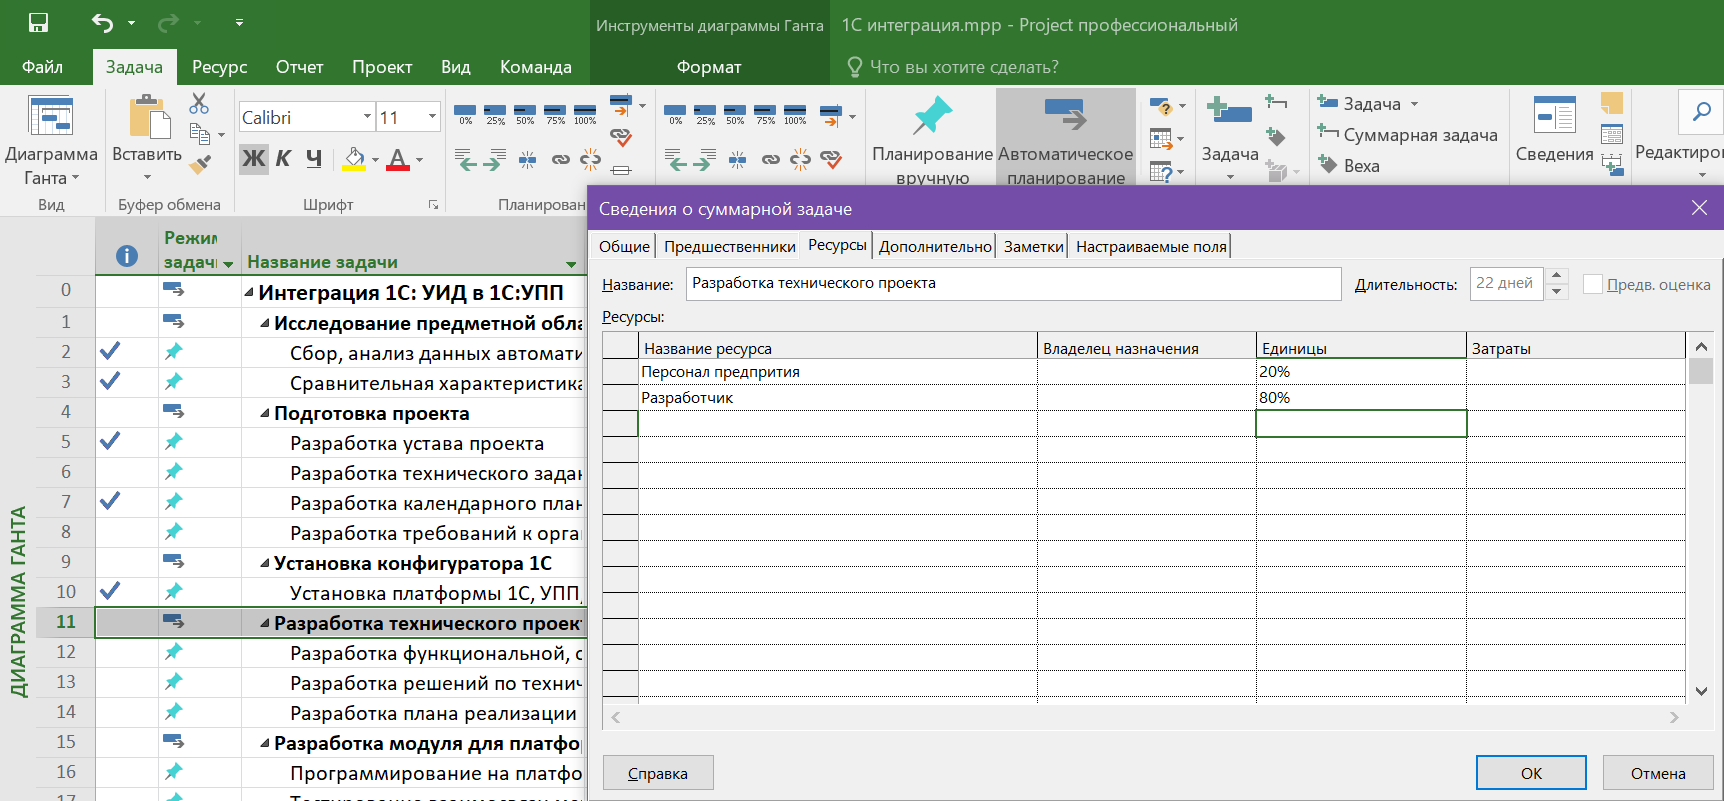 Инструменты диаграммы Ганта
1С интеграция.mpp - Project профессиональный
Файл Задача Ресурс Отчет Проект Вид Команда Формат Что вы хотите сделать?
Диаграмма
Ганта
Вид
Вставить
Буфер обмена
Calibri 11
Ж К Ч А
Шрифт
0% 25% 50% 75% 100%
0% 25% 50% 75% 100%
Планирован
Планирование
вручную
Автоматическое
планирование
Задача
Задача
Суммарная задача
Веха
Сведения
Редактиро
Сведения о суммарной задаче
Общие Предшественники Ресурсы Дополнительно Заметки Настраиваемые поля
Название: Разработка технического проекта Длительность: 22 дней Предв. оценка
Ресурсы:
Название ресурса Владелец назначения Единицы Затраты
Персонал предпрития 20%
Разработчик 80%
Справка ОК Отмена
ДИАГРАММА ГАНТА
Режим
задачи Название задачи
0 Интеграция 1С: УИД в 1С:УПП
1 Исследование предметной обла
2 Сбор, анализ данных автомати
3 Сравнительная характеристика
4 Подготовка проекта
5 Разработка устава проекта
6 Разработка технического задан
7 Разработка календарного план
8 Разработка требований к орга
9 Установка конфигуратора 1С
10 Установка платформы 1С, УПП,
11 Разработка технического проек
12 Разработка функциональной, с
13 Разработка решений по технич
14 Разработка плана реализации
15 Разработка модуля для платфо
16 Программирование на платфо
17